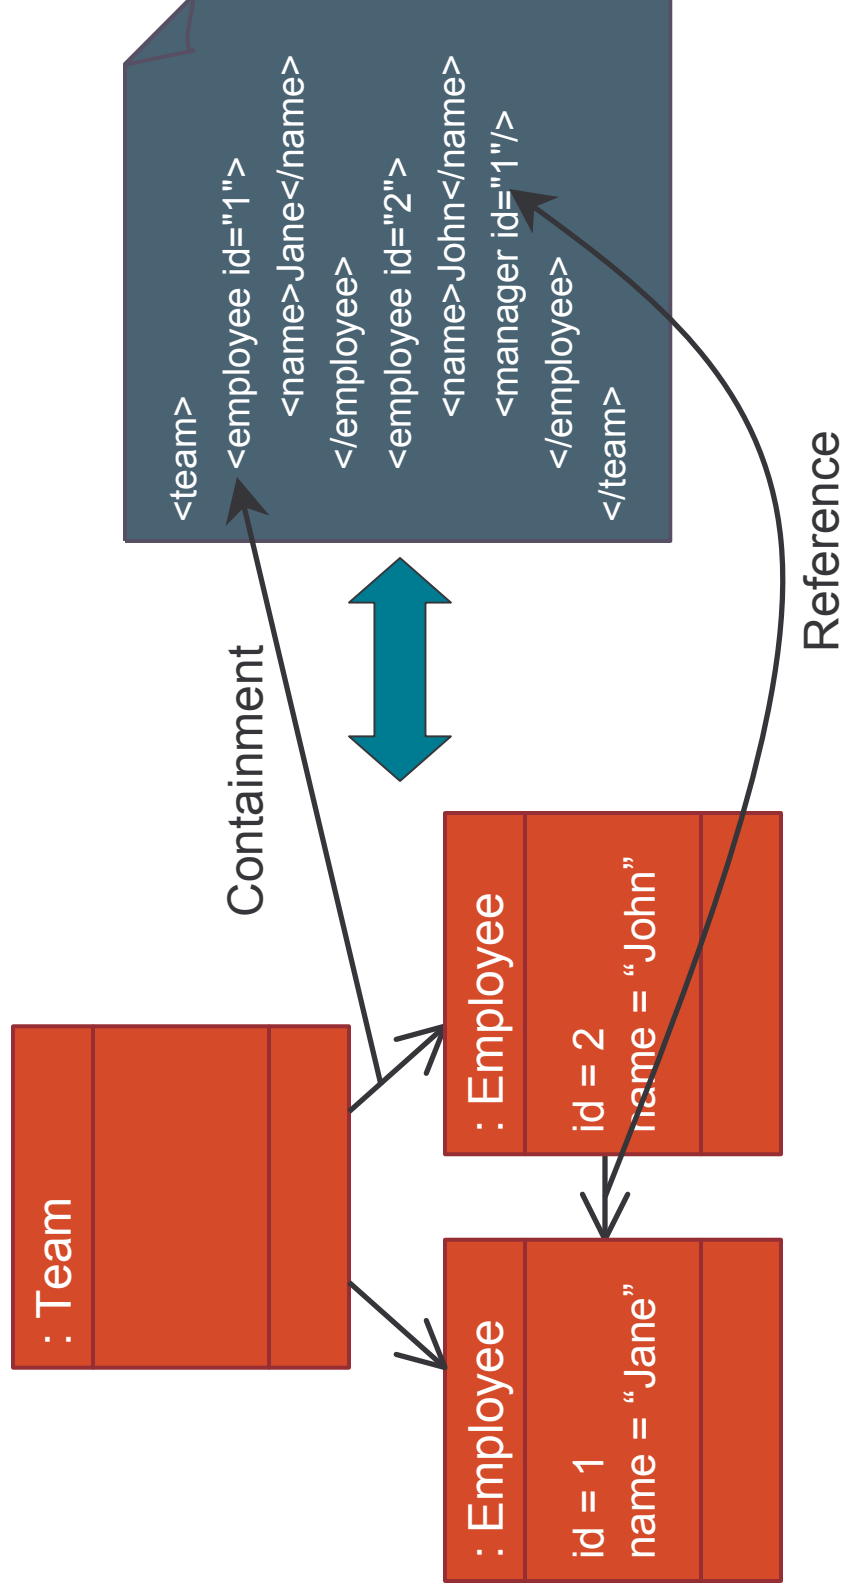 : Team
: Employee
id = 1
name = “Jane”
: Employee
id = 2
name = “John”
Containment
Reference
<team>
<employee id="1">
<name>Jane</name>
</employee>
<employee id="2">
<name>John</name>
<manager id="1"/>
</employee>
</team>